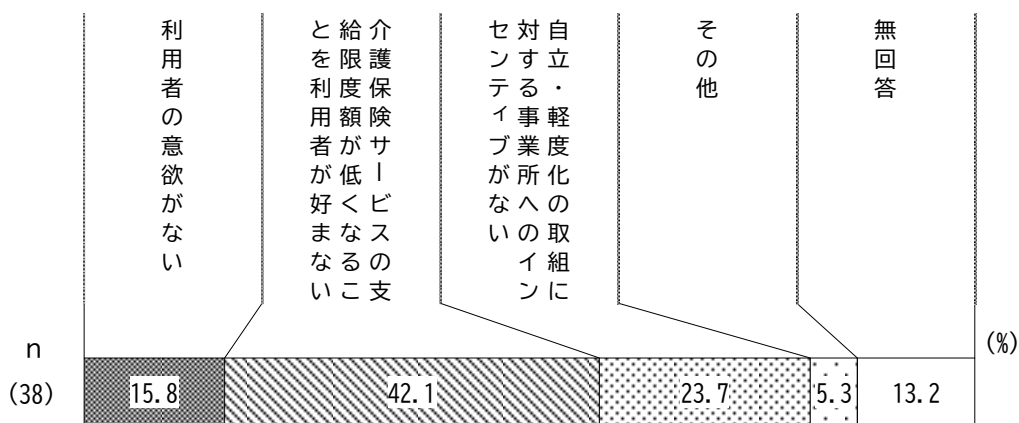 利用者の意欲がない
介護保険サービスの支
給限度額が低くなるこ
とを利用者が好まない
自立・軽度化の取組に
対する事業所へのイン
センティブがない
その他
無回答
(%)
n
(38)
15.8
42.1
23.7
5.3
13.2